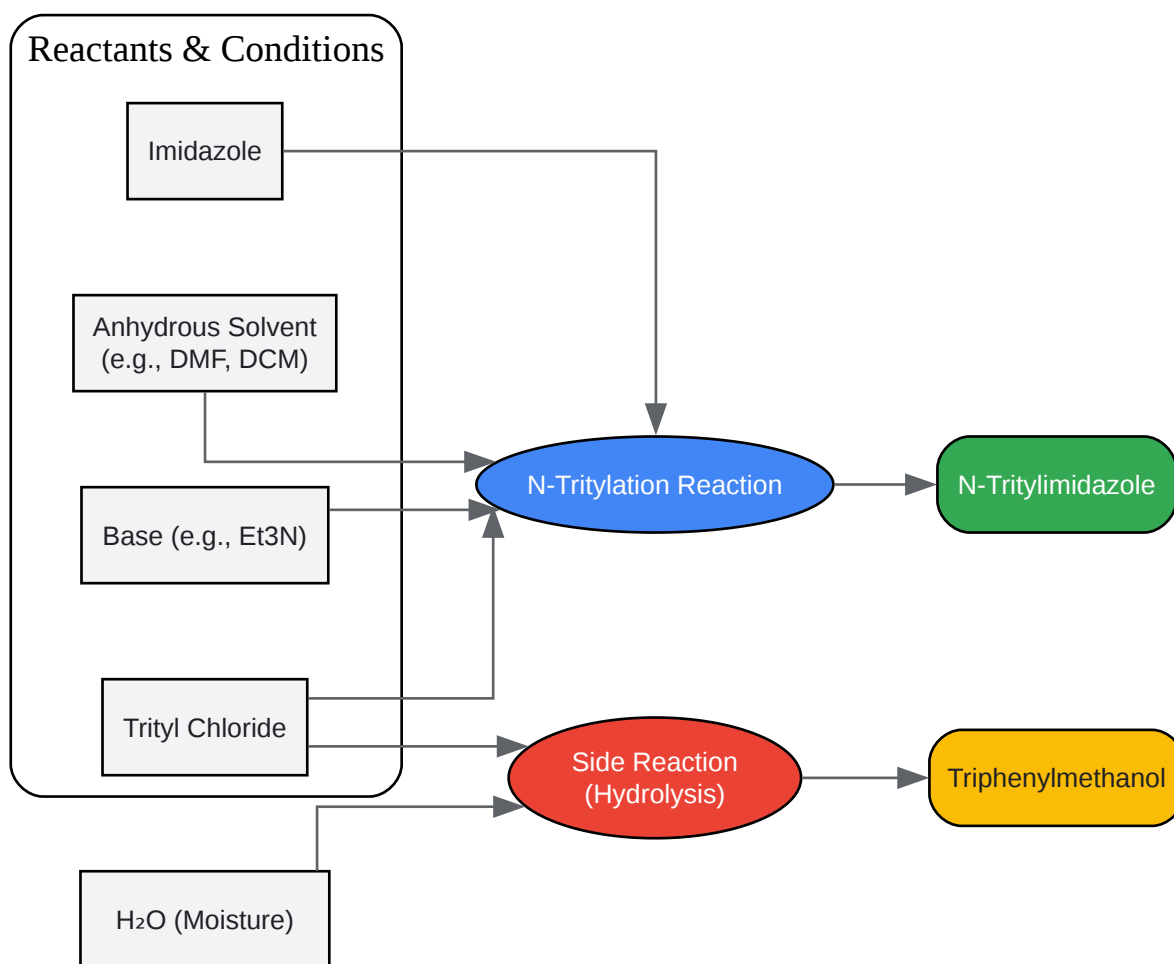 Reactants & Conditions
Imidazole
Anhydrous Solvent
(e.g., DMF, DCM)
N-Tritylation Reaction
N-Tritylimidazole
Base (e.g., Et3N)
Trityl Chloride
Side Reaction
(Hydrolysis)
Triphenylmethanol
H₂O (Moisture)